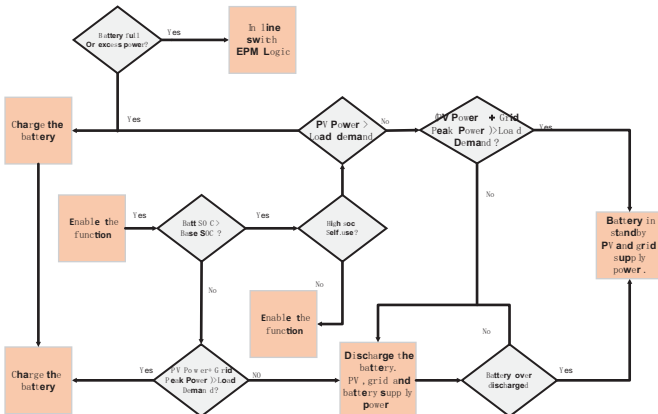 Battery full
Or excess power?
Yes
In line
switch
EPM Logic
Charge the
battery
Yes
PV Power >
Load demand
No
(PV Power + Grid
Peak Power )>Load
Demand ?
Yes
No
Enable the
function
Yes
Batt SOC >
Base SOC ?
Yes
High soc
Self use?
No
No
Enable the
function
Battery in
standby
PV and grid
supply
power .
Charge the
battery
Yes
PV Power+ Grid
Peak Power )>Load
Demand ?
NO
Discharge the
battery.
PV , grid and
battery supply
power
No
Battery over
discharged
Yes